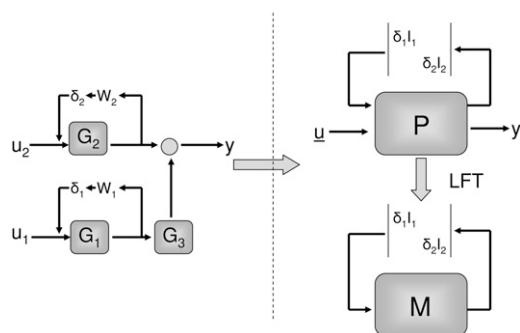 δ₂ W₂
u₂ G₂ y
δ₁ W₁
u₁ G₁ G₃
δ₁I₁
δ₂I₂
u P y
LFT
δ₁I₁
δ₂I₂
M